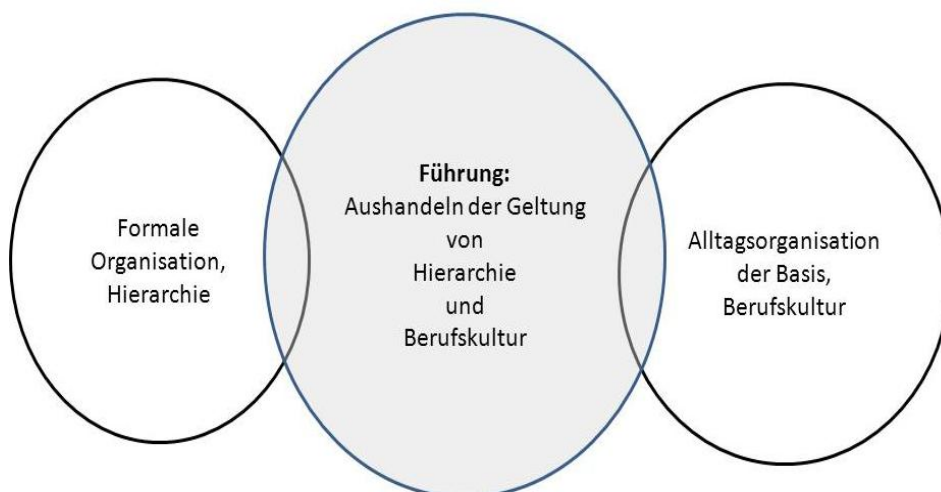 Formale
Organisation,
Hierarchie
Führung:
Aushandeln der Geltung
von
Hierarchie
und
Berufskultur
Alltagsorganisation
der Basis,
Berufskultur